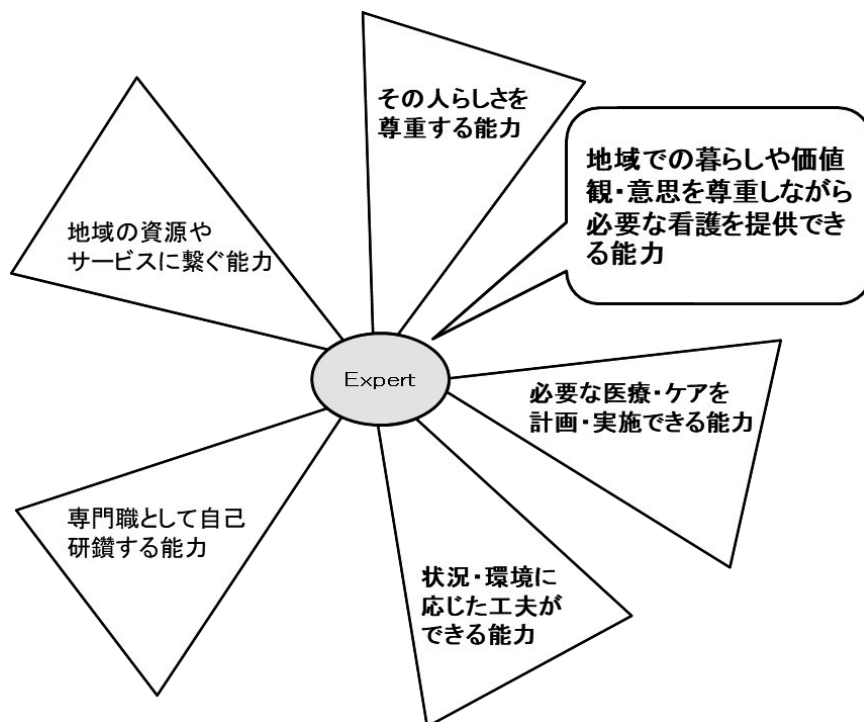 その人らしさを
尊重する能力
地域での暮らしや価値
観・意思を尊重しながら
必要な看護を提供でき
る能力
地域の資源や
サービスに繋ぐ能力
Expert
必要な医療・ケアを
計画・実施できる能力
専門職として自己
研鑽する能力
状況・環境に
応じた工夫が
できる能力